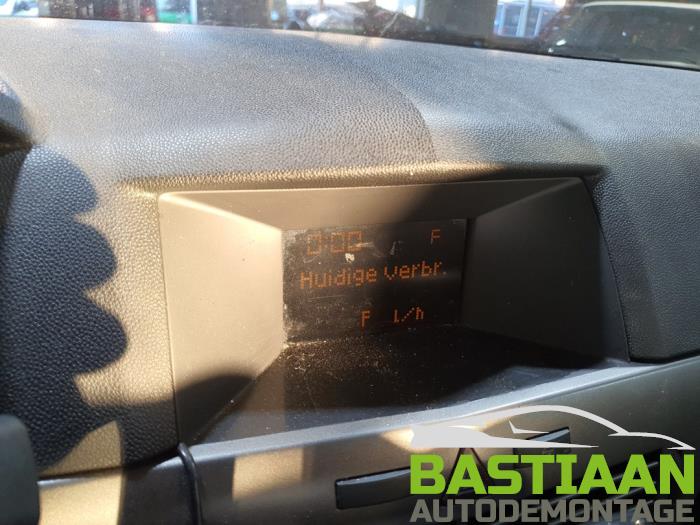 0:00 F
Huidige verbr.
F l/h
BASTIAAN
AUTODEMONTAGE